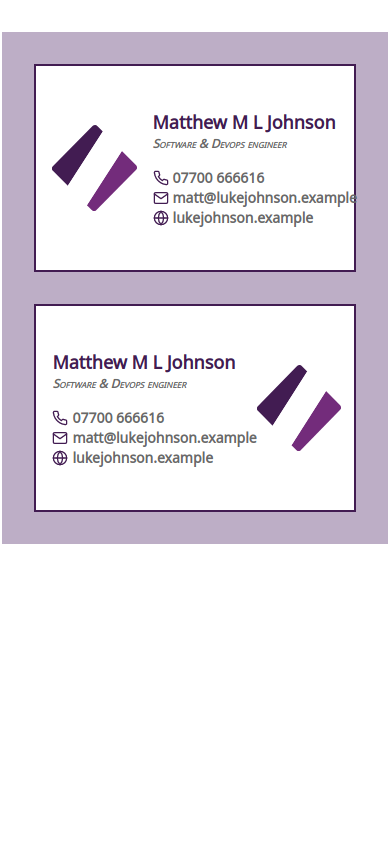 Matthew M L Johnson
Software & Devops engineer
07700 666616
matt@lukejohnson.example
lukejohnson.example
Matthew M L Johnson
Software & Devops engineer
07700 666616
matt@lukejohnson.example
lukejohnson.example